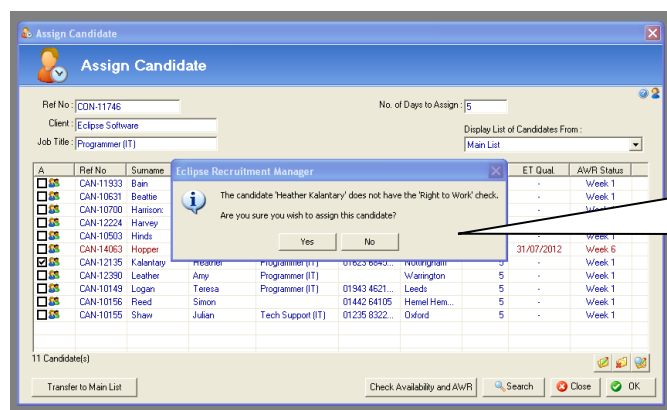 Assign Candidate
Assign Candidate
Ref No : CON-11746
No. of Days to Assign : 5
Client : Eclipse Software
Display List of Candidates From :
Job Title : Programmer (IT)
Main List
A Ref No Surname ET Qual. AWR Status
Eclipse Recruitment Manager
The candidate 'Heather Kalantary' does not have the 'Right to Work' check.
Are you sure you wish to assign this candidate?
Yes No
CAN-11933 Bain - Week 1
CAN-10631 Beattie - Week 1
CAN-10700 Harrison: - Week 1
CAN-12224 Harvey
CAN-10503 Hinds Week 1
CAN-14063 Hopper 31/07/2012 Week 6
CAN-12135 Kalantary Heather Programmer (IT) 01623 6845... Nottingham 5 - Week 1
CAN-12390 Leather Amy Programmer (IT) Warrington 5 - Week 1
CAN-10149 Logan Teresa Programmer (IT) 01943 4621... Leeds 5 - Week 1
CAN-10156 Reed Simon 01442 64105 Hemel Hem... 5 - Week 1
CAN-10155 Shaw Julian Tech Support (IT) 01235 8322... Oxford 5 - Week 1
11 Candidate(s)
Transfer to Main List Check Availability and AWR Search Close OK